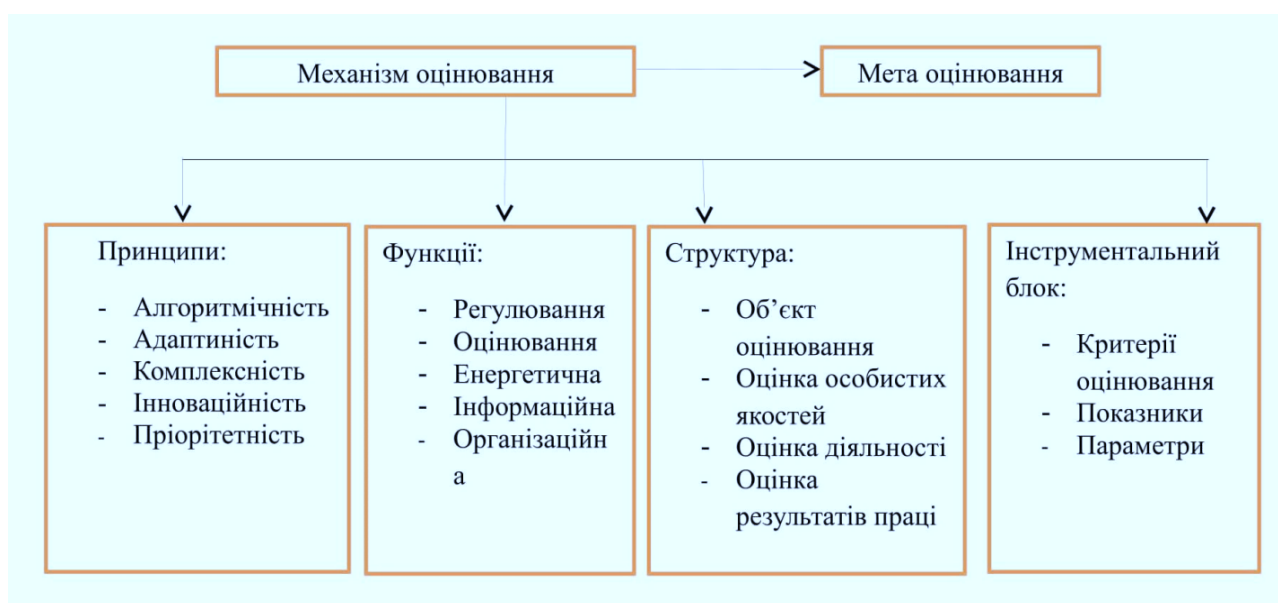 Механізм оцінювання
Мета оцінювання
Принципи:
- Алгоритмічність
- Адаптиність
- Комплексність
- Інноваційність
- Пріорітетність
Функції:
- Регулювання
- Оцінювання
- Енергетична
- Інформаційна
- Організаційн
а
Структура:
- Об’єкт
оцінювання
- Оцінка особистих
якостей
- Оцінка діяльності
- Оцінка
результатів праці
Інструментальний
блок:
- Критерії
оцінювання
- Показники
- Параметри